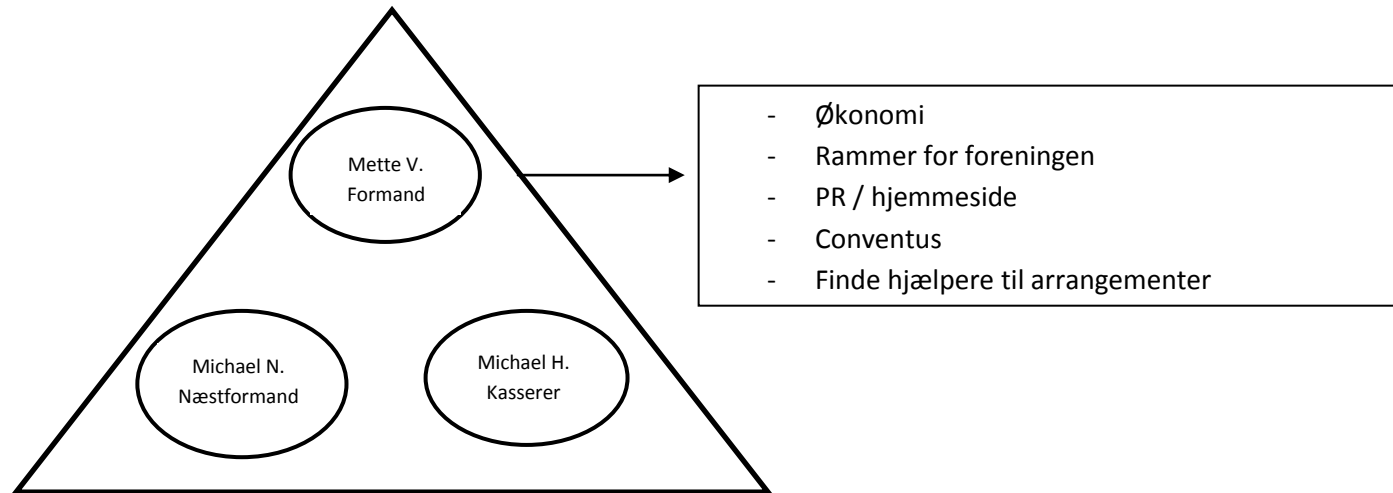 Mette V.
Formand
Michael N.
Næstformand
Michael H.
Kasserer
- Økonomi
- Rammer for foreningen
- PR / hjemmeside
- Conventus
- Finde hjælpere til arrangementer